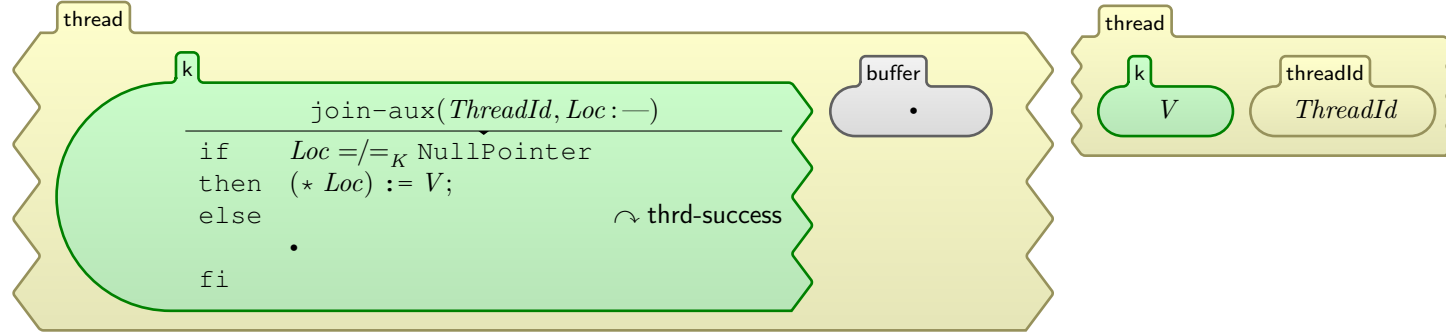 thread
k
join-aux(ThreadId, Loc : —)
if Loc =/=K NullPointer
then (* Loc) := V;
else ↷ thrd-success
•
fi
buffer
•
thread
k
V
threadId
ThreadId